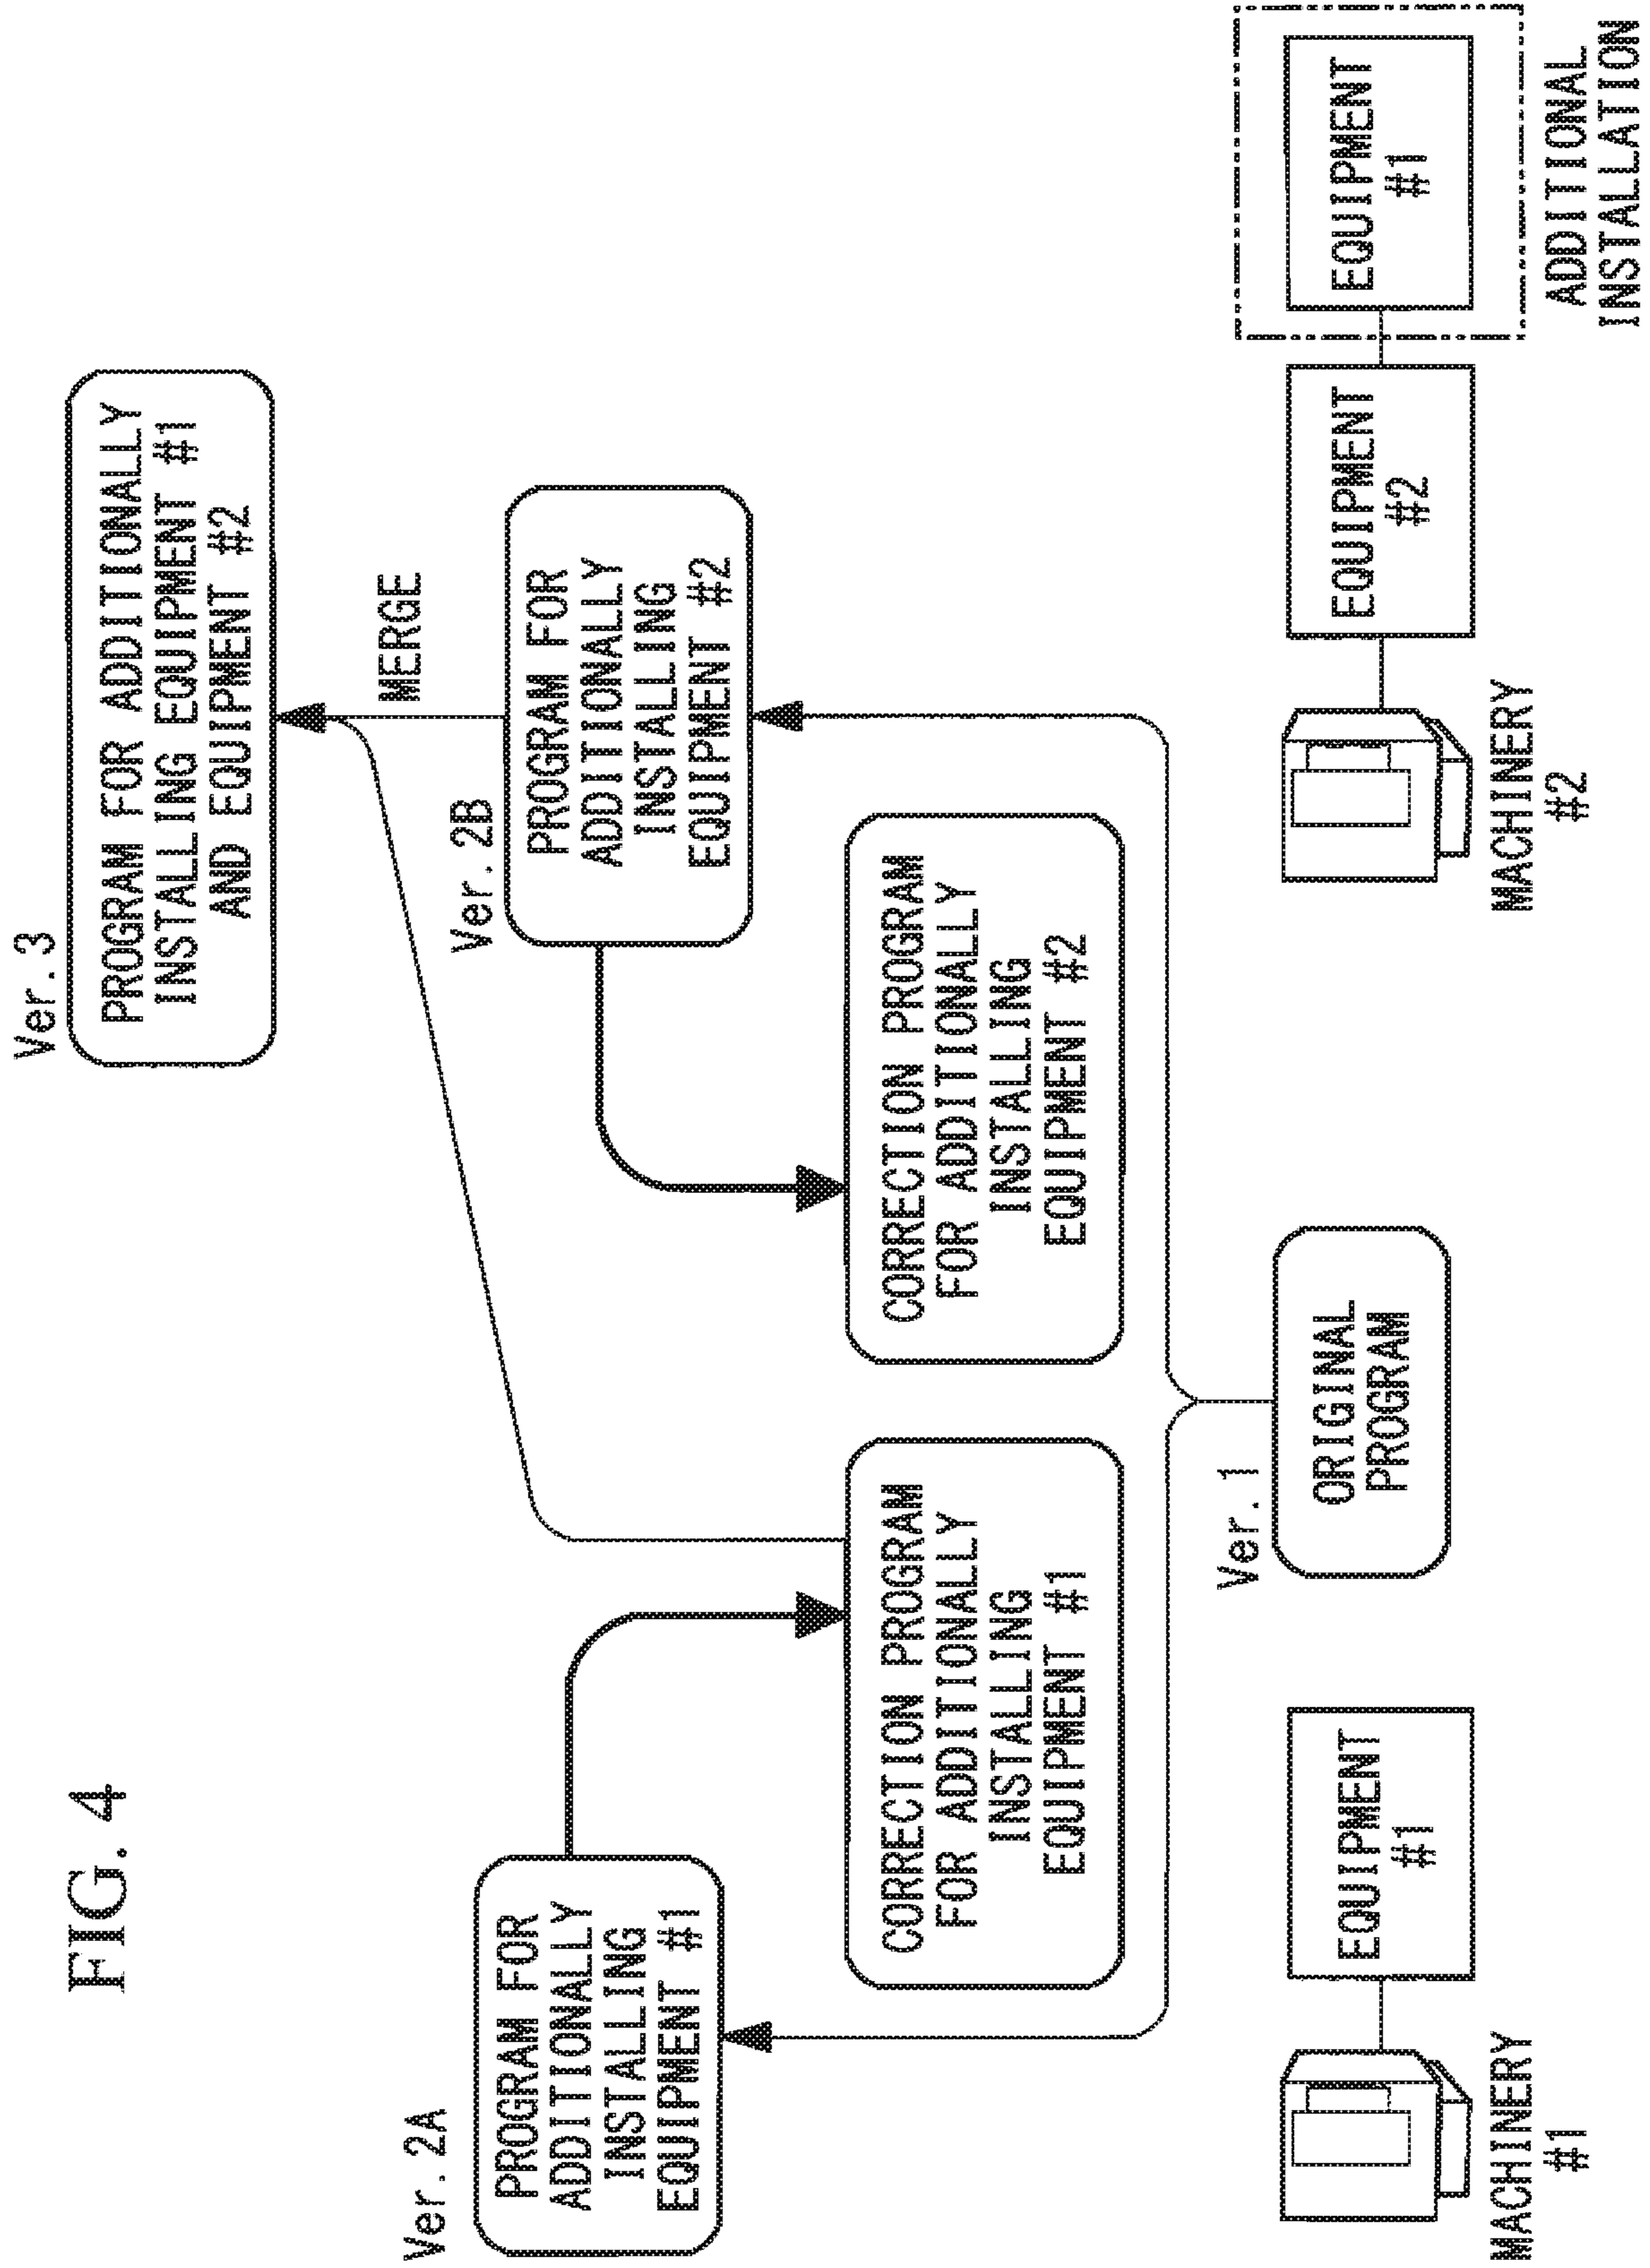 FIG. 4
Ver. 3
PROGRAM FOR ADDITIONALLY
INSTALLING EQUIPMENT #1
AND EQUIPMENT #2
MERGE
Ver. 2A
PROGRAM FOR
ADDITIONALLY
INSTALLING
EQUIPMENT #1
Ver. 2B
PROGRAM FOR
ADDITIONALLY
INSTALLING
EQUIPMENT #2
CORRECTION PROGRAM
FOR ADDITIONALLY
INSTALLING
EQUIPMENT #1
CORRECTION PROGRAM
FOR ADDITIONALLY
INSTALLING
EQUIPMENT #2
Ver. 1
ORIGINAL
PROGRAM
MACHINERY
#1
EQUIPMENT
#1
MACHINERY
#2
EQUIPMENT
#2
EQUIPMENT
#1
ADDITIONAL
INSTALLATION